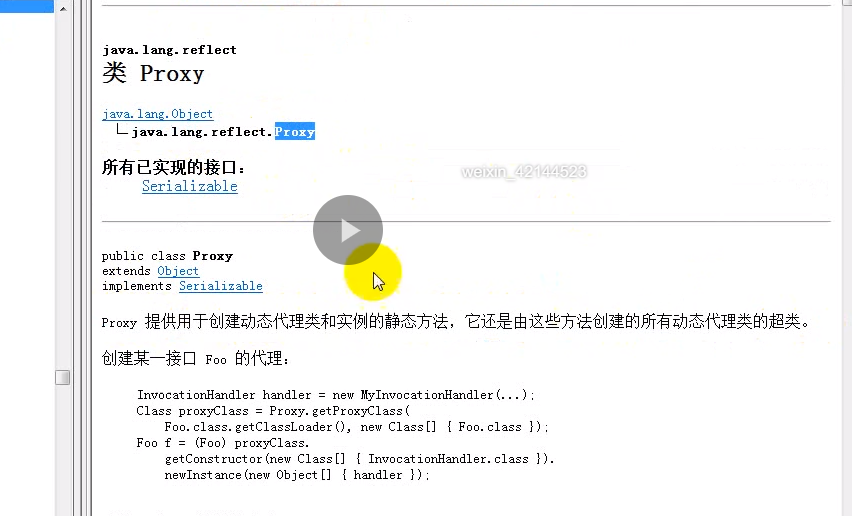 java.lang.reflect
类 Proxy
java.lang.Object
java.lang.reflect.Proxy
所有已实现的接口：
Serializable
weixin_42144523
public class Proxy
extends Object
implements Serializable
Proxy 提供用于创建动态代理类和实例的静态方法，它还是由这些方法创建的所有动态代理类的超类。
创建某一接口 Foo 的代理：
InvocationHandler handler = new MyInvocationHandler(...);
Class proxyClass = Proxy.getProxyClass(
Foo.class.getClassLoader(), new Class[] { Foo.class });
Foo f = (Foo) proxyClass.
getConstructor(new Class[] { InvocationHandler.class }).
newInstance(new Object[] { handler });